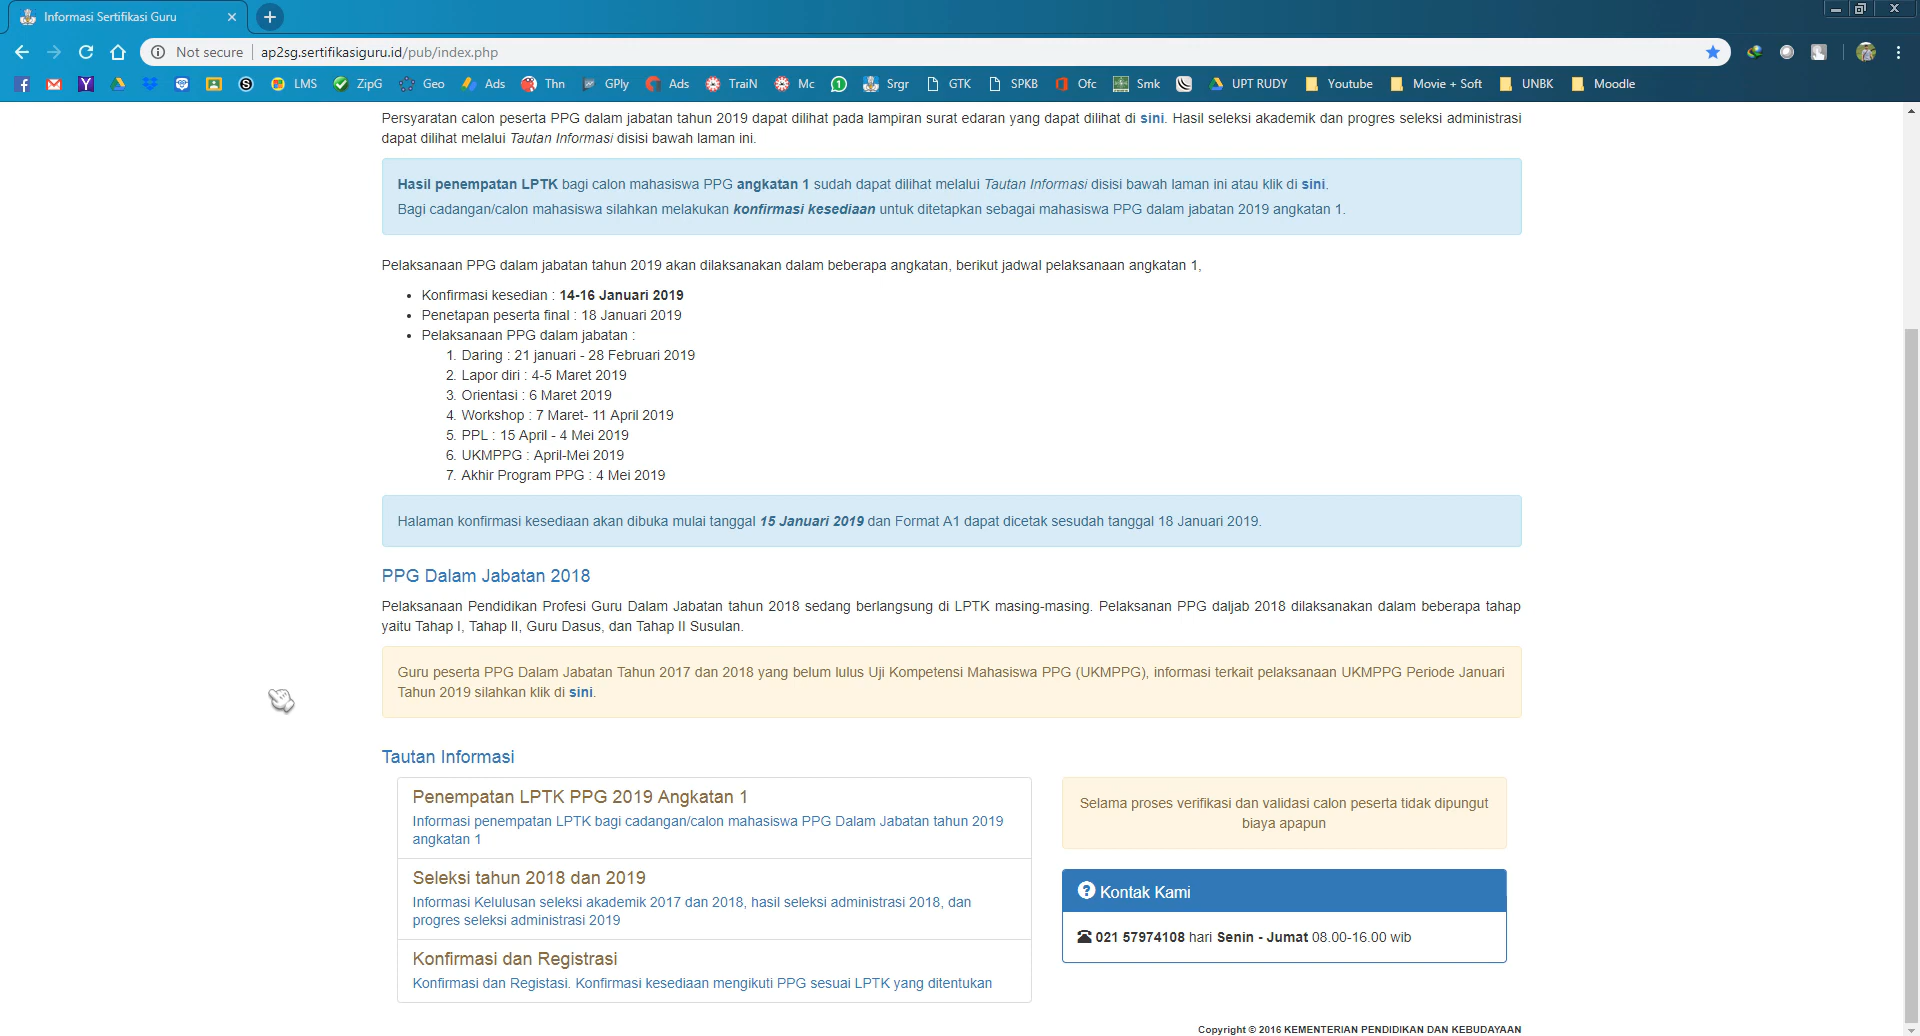 Informasi Sertifikasi Guru
Not secure | ap2sg.sertifikasiguru.id/pub/index.php
LMS ZipG Geo Ads Thn GPly Ads TraiN Mc Srgr GTK SPKB Ofc Smk UPT RUDY Youtube Movie + Soft UNBK Moodle
Persyaratan calon peserta PPG dalam jabatan tahun 2019 dapat dilihat pada lampiran surat edaran yang dapat dilihat di sini. Hasil seleksi akademik dan progres seleksi administrasi
dapat dilihat melalui Tautan Informasi disisi bawah laman ini.
Hasil penempatan LPTK bagi calon mahasiswa PPG angkatan 1 sudah dapat dilihat melalui Tautan Informasi disisi bawah laman ini atau klik di sini.
Bagi cadangan/calon mahasiswa silahkan melakukan konfirmasi kesediaan untuk ditetapkan sebagai mahasiswa PPG dalam jabatan 2019 angkatan 1.
Pelaksanaan PPG dalam jabatan tahun 2019 akan dilaksanakan dalam beberapa angkatan, berikut jadwal pelaksanaan angkatan 1,
• Konfirmasi kesedian : 14-16 Januari 2019
• Penetapan peserta final : 18 Januari 2019
• Pelaksanaan PPG dalam jabatan :
1. Daring : 21 januari - 28 Februari 2019
2. Lapor diri : 4-5 Maret 2019
3. Orientasi : 6 Maret 2019
4. Workshop : 7 Maret- 11 April 2019
5. PPL : 15 April - 4 Mei 2019
6. UKMPPG : April-Mei 2019
7. Akhir Program PPG : 4 Mei 2019
Halaman konfirmasi kesediaan akan dibuka mulai tanggal 15 Januari 2019 dan Format A1 dapat dicetak sesudah tanggal 18 Januari 2019.
PPG Dalam Jabatan 2018
Pelaksanaan Pendidikan Profesi Guru Dalam Jabatan tahun 2018 sedang berlangsung di LPTK masing-masing. Pelaksanan PPG daljab 2018 dilaksanakan dalam beberapa tahap
yaitu Tahap I, Tahap II, Guru Dasus, dan Tahap II Susulan.
Guru peserta PPG Dalam Jabatan Tahun 2017 dan 2018 yang belum lulus Uji Kompetensi Mahasiswa PPG (UKMPPG), informasi terkait pelaksanaan UKMPPG Periode Januari
Tahun 2019 silahkan klik di sini.
Tautan Informasi
Penempatan LPTK PPG 2019 Angkatan 1
Informasi penempatan LPTK bagi cadangan/calon mahasiswa PPG Dalam Jabatan tahun 2019
angkatan 1
Seleksi tahun 2018 dan 2019
Informasi Kelulusan seleksi akademik 2017 dan 2018, hasil seleksi administrasi 2018, dan
progres seleksi administrasi 2019
Konfirmasi dan Registrasi
Konfirmasi dan Registasi. Konfirmasi kesediaan mengikuti PPG sesuai LPTK yang ditentukan
Selama proses verifikasi dan validasi calon peserta tidak dipungut
biaya apapun
Kontak Kami
021 57974108 hari Senin - Jumat 08.00-16.00 wib
Copyright © 2016 KEMENTERIAN PENDIDIKAN DAN KEBUDAYAAN